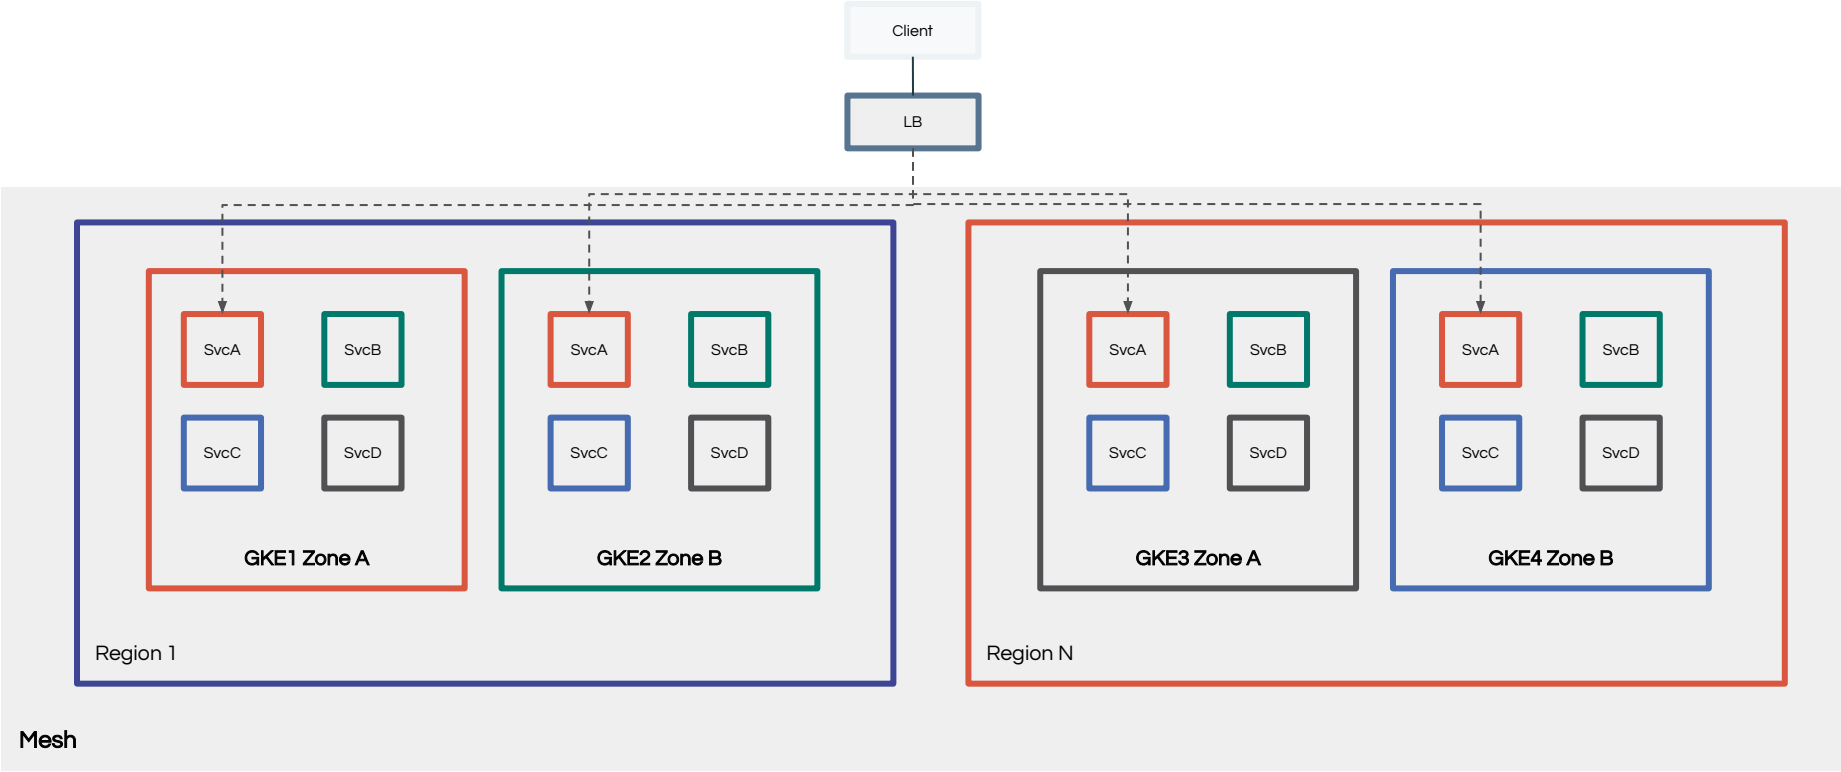 Client
LB
SvcA
SvcB
SvcC
SvcD
GKE1 Zone A
SvcA
SvcB
SvcC
SvcD
GKE2 Zone B
Region 1
SvcA
SvcB
SvcC
SvcD
GKE3 Zone A
SvcA
SvcB
SvcC
SvcD
GKE4 Zone B
Region N
Mesh